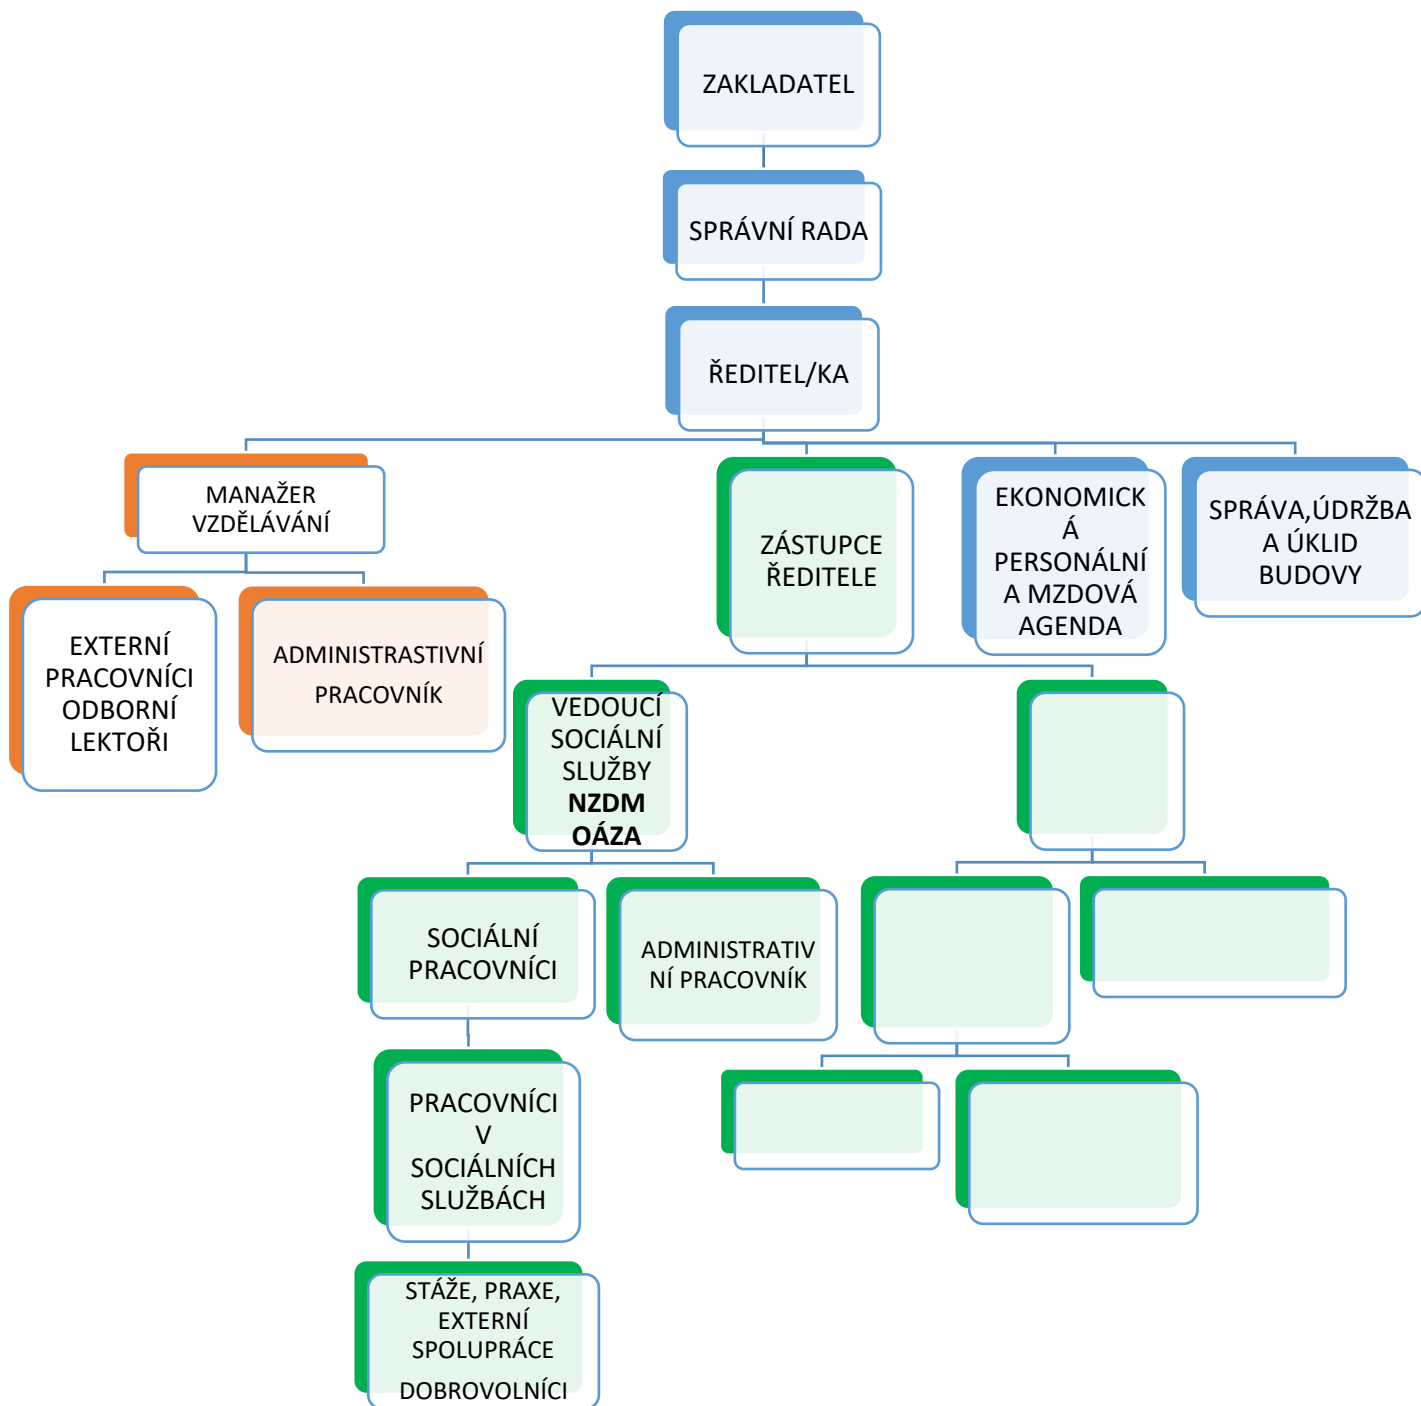 ZAKLADATEL
SPRÁVNÍ RADA
ŘEDITEL/KA
MANAŽER
VZDĚLÁVÁNÍ
ZÁSTUPCE
ŘEDITELE
EKONOMICK
Á
PERSONÁLNÍ
A MZDOVÁ
AGENDA
SPRÁVA,ÚDRŽBA
A ÚKLID
BUDOVY
EXTERNÍ
PRACOVNÍCI
ODBORNÍ
LEKTOŘI
ADMINISTRASTIVNÍ
PRACOVNÍK
VEDOUCÍ
SOCIÁLNÍ
SLUŽBY
NZDM
OÁZA
SOCIÁLNÍ
PRACOVNÍCI
ADMINISTRATIV
NÍ PRACOVNÍK
PRACOVNÍCI
V
SOCIÁLNÍCH
SLUŽBÁCH
STÁŽE, PRAXE,
EXTERNÍ
SPOLUPRÁCE
DOBROVOLNÍCI